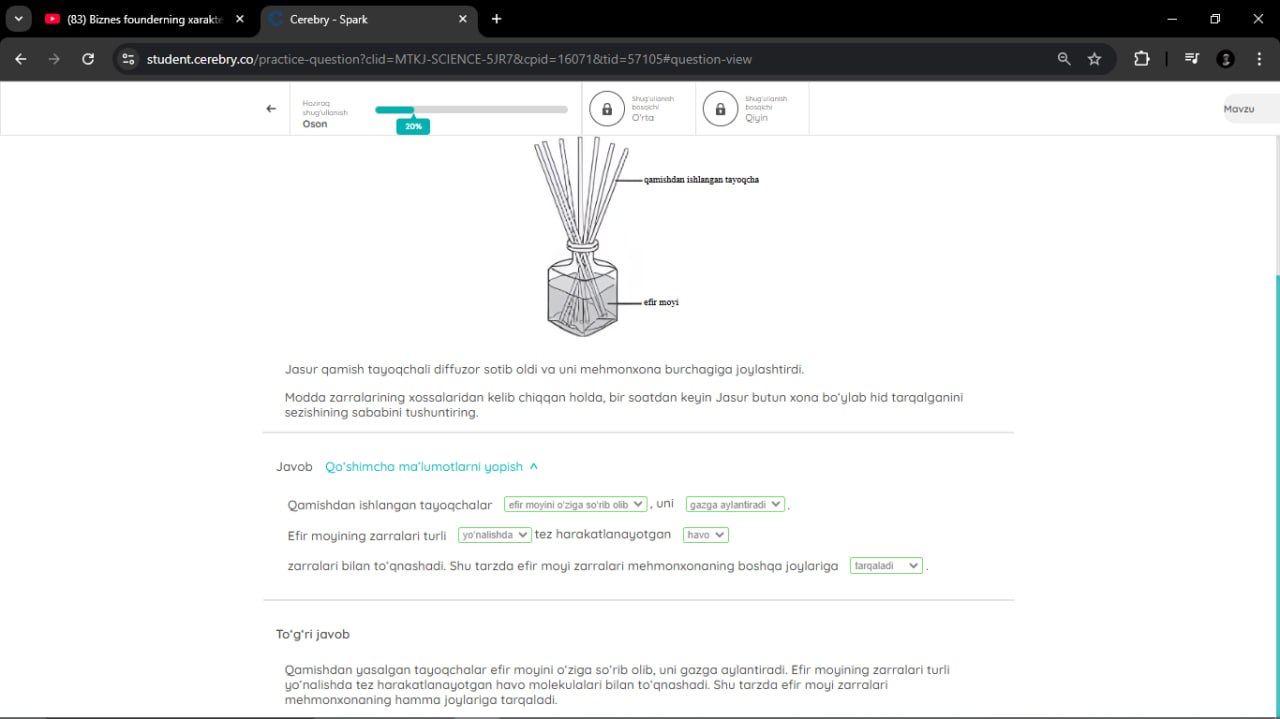 (83) Biznes founderning xarakte
Cerebry - Spark
student.cerebry.co/practice-question?clid=MTKJ-SCIENCE-5JR7&cpid=16071&tid=57105#question-view
Hoziroq
shug'ullanish
Oson
20%
Shug'ullanish
bosqichi
O'rta
Shug'ullanish
bosqichi
Qiyin
Mavzu
qamishdan ishlangan tayoqcha
efir moyi
Jasur qamish tayoqchali diffuzor sotib oldi va uni mehmonxona burchagiga joylashtirdi.
Modda zarralarining xossalaridan kelib chiqqan holda, bir soatdan keyin Jasur butun xona bo'ylab hid tarqalganini
sezishining sababini tushuntiring.
Javob Qo'shimcha ma'lumotlarni yopish
Qamishdan ishlangan tayoqchalar efir moyini o'ziga so'rib olib , uni gazga aylantiradi .
Efir moyining zarralari turli yo'nalishda tez harakatlanayotgan havo
zarralari bilan to'qnashadi. Shu tarzda efir moyi zarralari mehmonxonaning boshqa joylariga tarqaladi .
To'g'ri javob
Qamishdan yasalgan tayoqchalar efir moyini o'ziga so'rib olib, uni gazga aylantiradi. Efir moyining zarralari turli
yo'nalishda tez harakatlanayotgan havo molekulalari bilan to'qnashadi. Shu tarzda efir moyi zarralari
mehmonxonaning hamma joylariga tarqaladi.